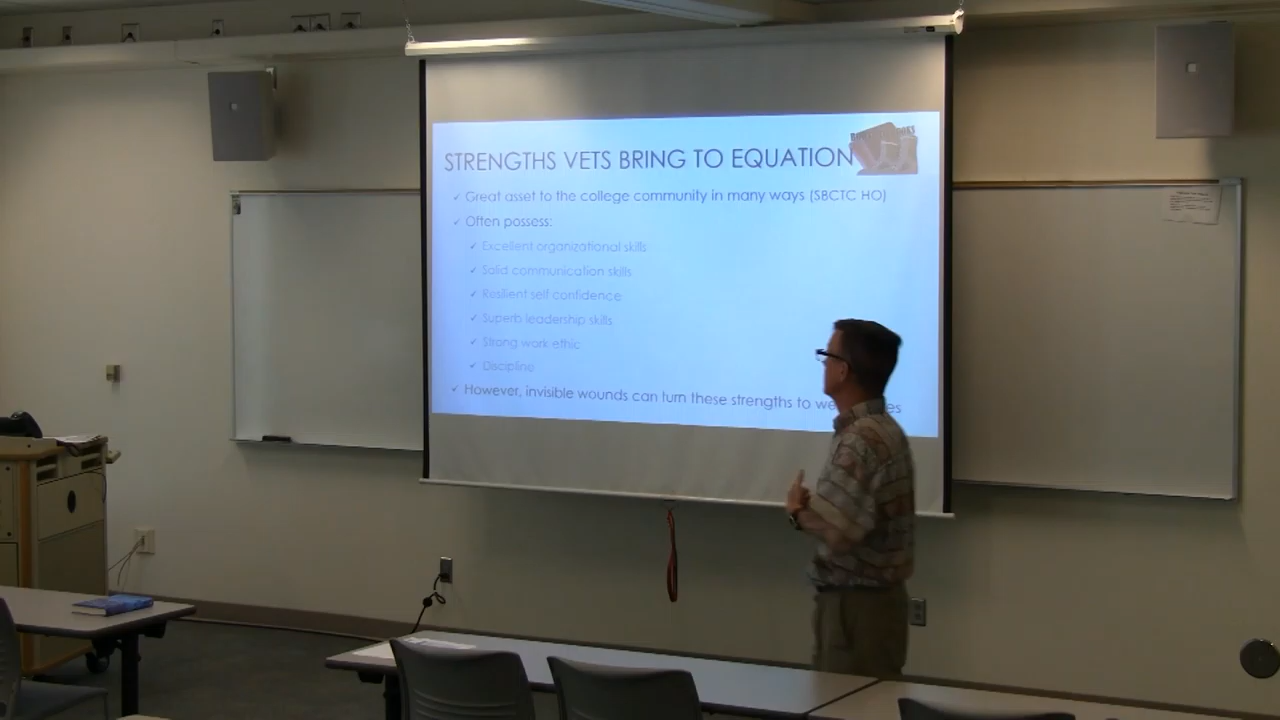 STRENGTHS VETS BRING TO EQUATION
Great asset to the college community in many ways (SBCTC HO)
Often possess:
Excellent organizational skills
Solid communication skills
Resilient self confidence
Superb leadership skills
Strong work ethic
Discipline
However, invisible wounds can turn these strengths to